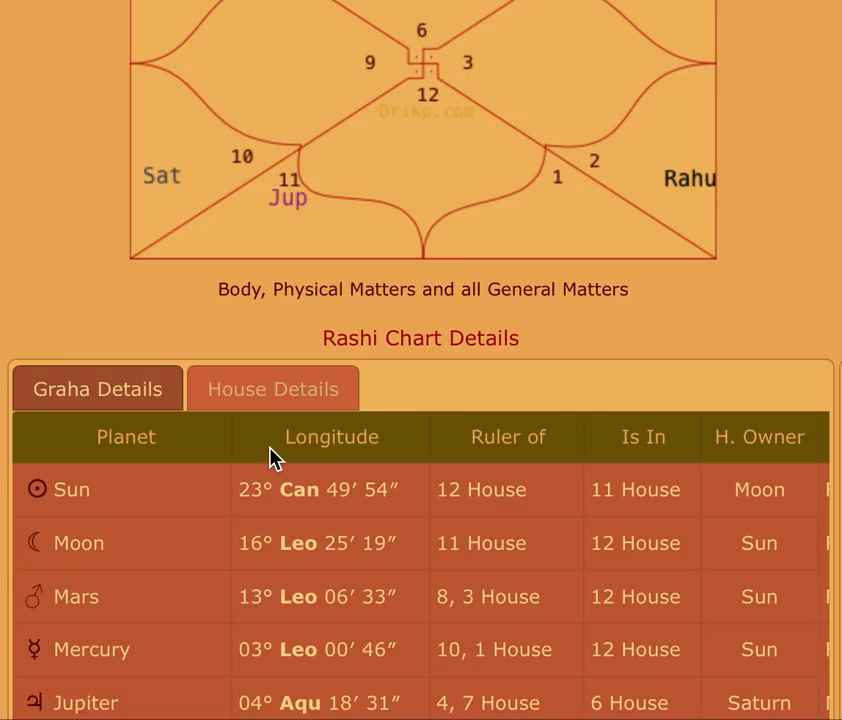 6
9 3
12
Drikp.com
10 2
Sat 11 1 Rahu
Jup
Body, Physical Matters and all General Matters
Rashi Chart Details
Graha Details House Details
Planet Longitude Ruler of Is In H. Owner
☉ Sun 23° Can 49′ 54″ 12 House 11 House Moon
☾ Moon 16° Leo 25′ 19″ 11 House 12 House Sun
♂ Mars 13° Leo 06′ 33″ 8, 3 House 12 House Sun
☿ Mercury 03° Leo 00′ 46″ 10, 1 House 12 House Sun
♃ Jupiter 04° Aqu 18′ 31″ 4, 7 House 6 House Saturn